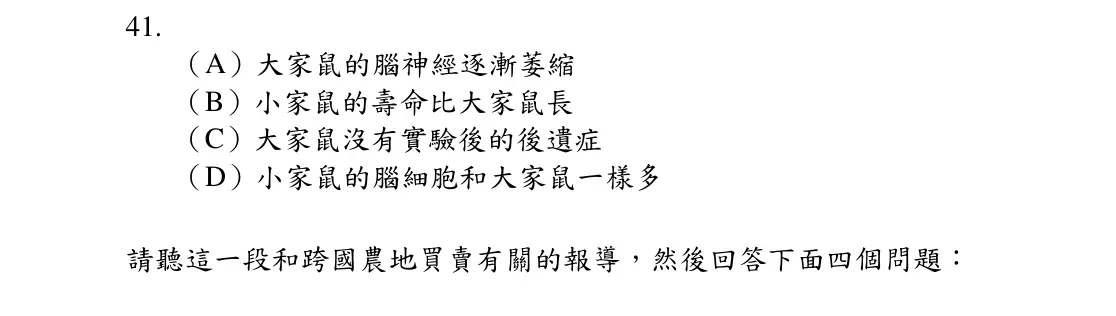 41.
（A）大家鼠的腦神經逐漸萎縮
（B）小家鼠的壽命比大家鼠長
（C）大家鼠沒有實驗後的後遺症
（D）小家鼠的腦細胞和大家鼠一樣多
請聽這一段和跨國農地買賣有關的報導，然後回答下面四個問題：